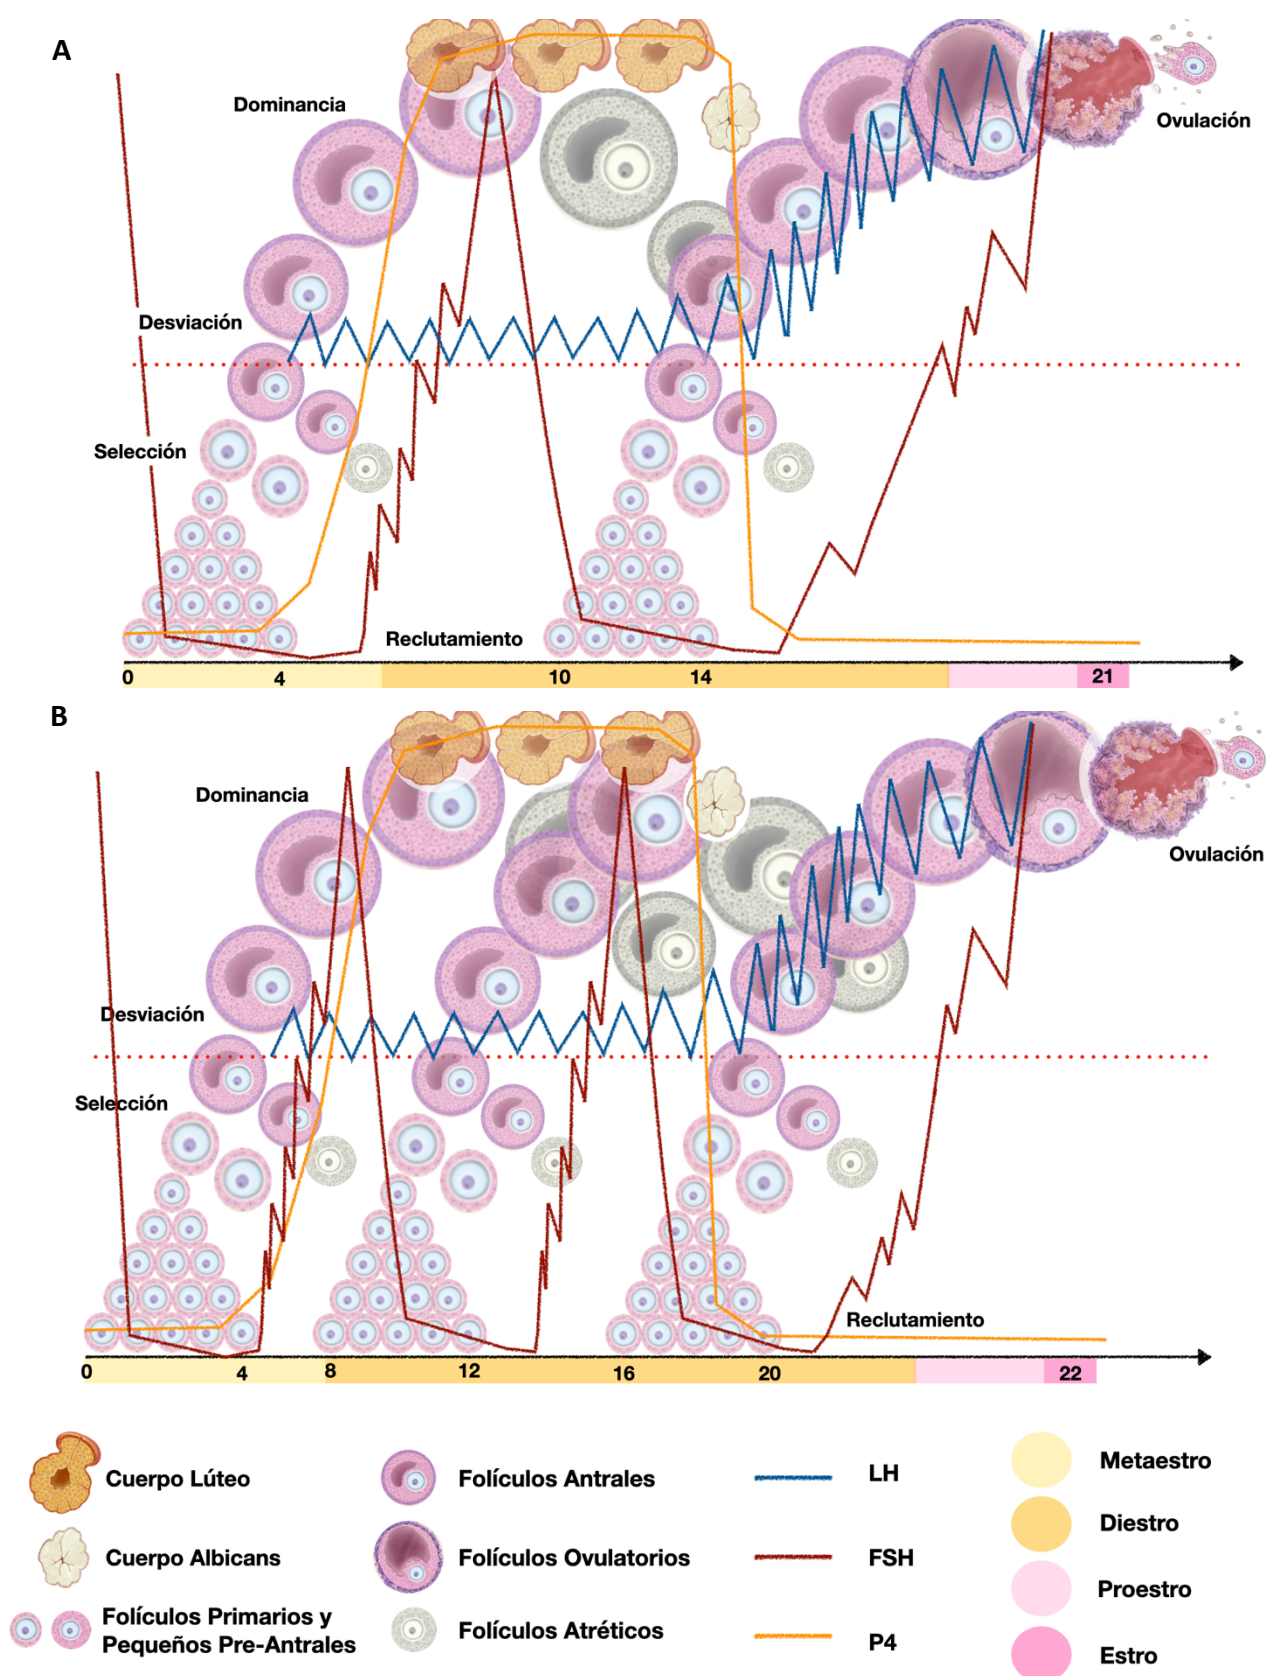 A
Dominancia
Ovulación
Desviación
Selección
Reclutamiento
0 4 10 14 21
B
Dominancia
Ovulación
Desviación
Selección
Reclutamiento
0 4 8 12 16 20 22
Cuerpo Lúteo
Cuerpo Albicans
Folículos Primarios y
Pequeños Pre-Antrales
Folículos Antrales
Folículos Ovulatorios
Folículos Atréticos
LH
FSH
P4
Metaestro
Diestro
Proestro
Estro